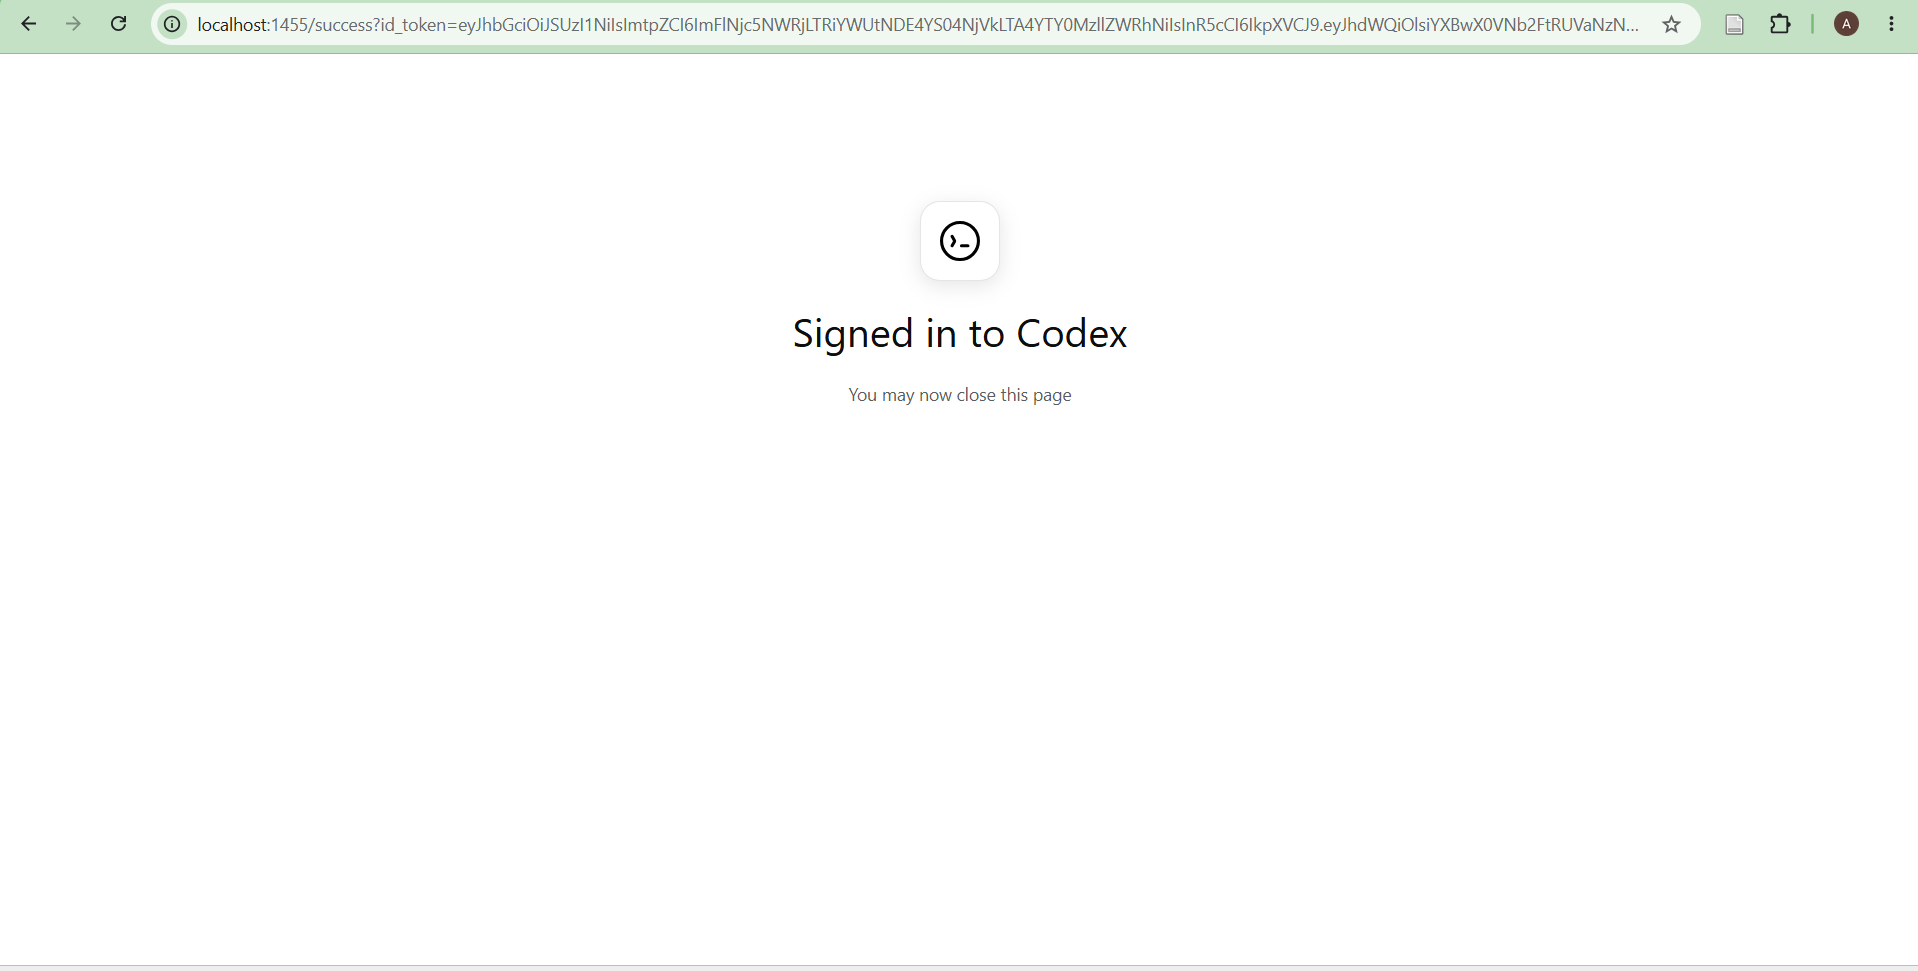 localhost:1455/success?id_token=eyJhbGciOiJSUzI1NiIsImtpZCI6ImFlNjc5NWRjLTRiYWUtNDE4YS04NjVkLTA4YTY0MzllZWRhNiIsInR5cCI6IkpXVCJ9.eyJhdWQiOlsiYXBwX0VNb2FtRUVaNzN...
A
Signed in to Codex
You may now close this page